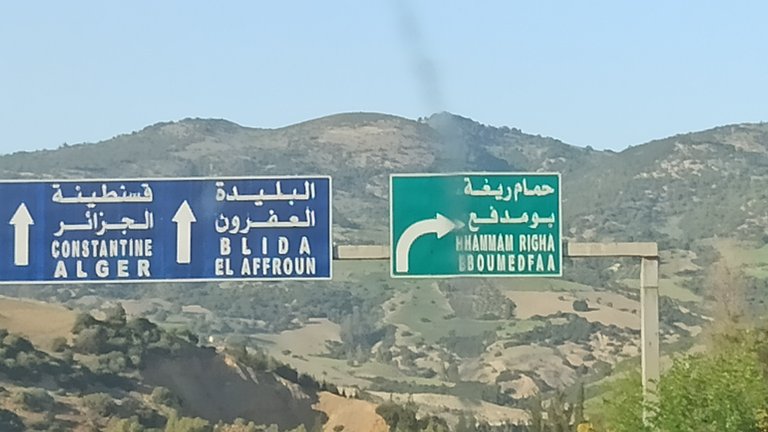 قسنطينة
الجزائر
CONSTANTINE
ALGER
البليدة
العفرون
BLIDA
EL AFFROUN
حمام ريغة
بومدفع
HHAMMAM RIGHA
BBOUMEDFAA